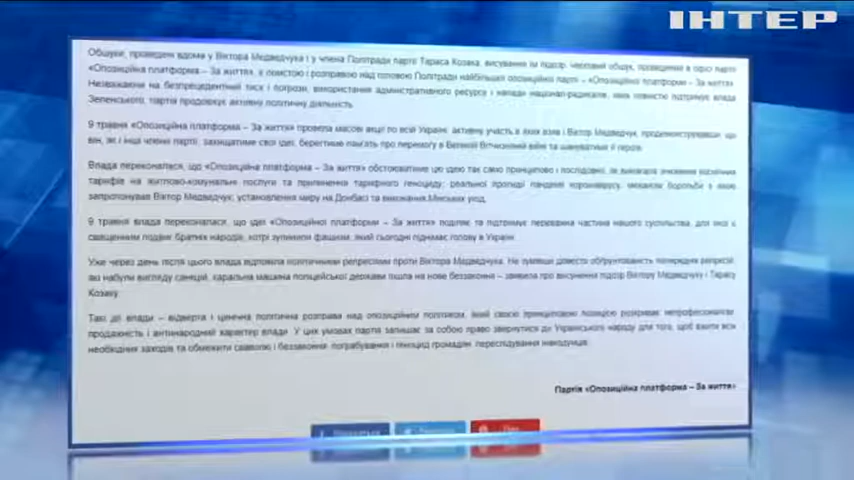 ІНТЕР
Обшуки, проведені вдома у Віктора Медведчука і у члена Політради партії Тараса Козака, висування їм підозр, черговий обшук, проведений в офісі партії
«Опозиційна платформа – За життя», є помстою і розправою над головою Політради найбільшої опозиційної партії – «Опозиційна платформа – За життя».
Незважаючи на безпрецедентний тиск і погрози, використання адміністративного ресурсу і напади націонал-радикалів, яких повністю підтримує влада
Зеленського, партія продовжує активну політичну діяльність.
9 травня «Опозиційна платформа – За життя» провела масові акції по всій Україні, активну участь в яких взяв і Віктор Медведчук, продемонструвавши, що
він, як і інші члени партії, захищатиме свої ідеї, берегтиме пам'ять про перемогу в Великій Вітчизняній війні та шануватиме її героїв.
Влада переконалася, що «Опозиційна платформа – За життя» обстоюватиме цю ідею так само принципово і послідовно, як вимагала зниження
тарифів на житлово-комунальні послуги та припинення тарифного геноциду; реальної протидії пандемії коронавірусу, механізм боротьби з якою
запропонував Віктор Медведчук; установлення миру на Донбасі та виконання Мінських угод.
9 травня влада переконалася, що ідеї «Опозиційної платформи – За життя» поділяє та підтримує переважна частина нашого суспільства, для якої є
священним подвиг братніх народів, котрі зупинили фашизм, який сьогодні піднімає голову в Україні.
Уже через день після цього влада відповіла політичними репресіями проти Віктора Медведчука. Не зумівши довести обґрунтованість попередніх репресій,
які набули вигляду санкцій, каральна машина поліцейської держави пішла на нове беззаконня – заявила про висунення підозр Віктору Медведчуку і Тарасу
Козаку.
Такі дії влади – відверта і цинічна політична розправа над опозиційним політиком, який своєю принциповою позицією розкриває непрофесіоналізм,
продажність і антинародний характер влади. У цих умовах партія залишає за собою право звернутися до Українського народу для того, щоб вжити всіх
необхідних заходів та обмежити свавілля і беззаконня, пограбування і геноцид громадян, переслідування
Партія «Опозиційна платформа – За життя»